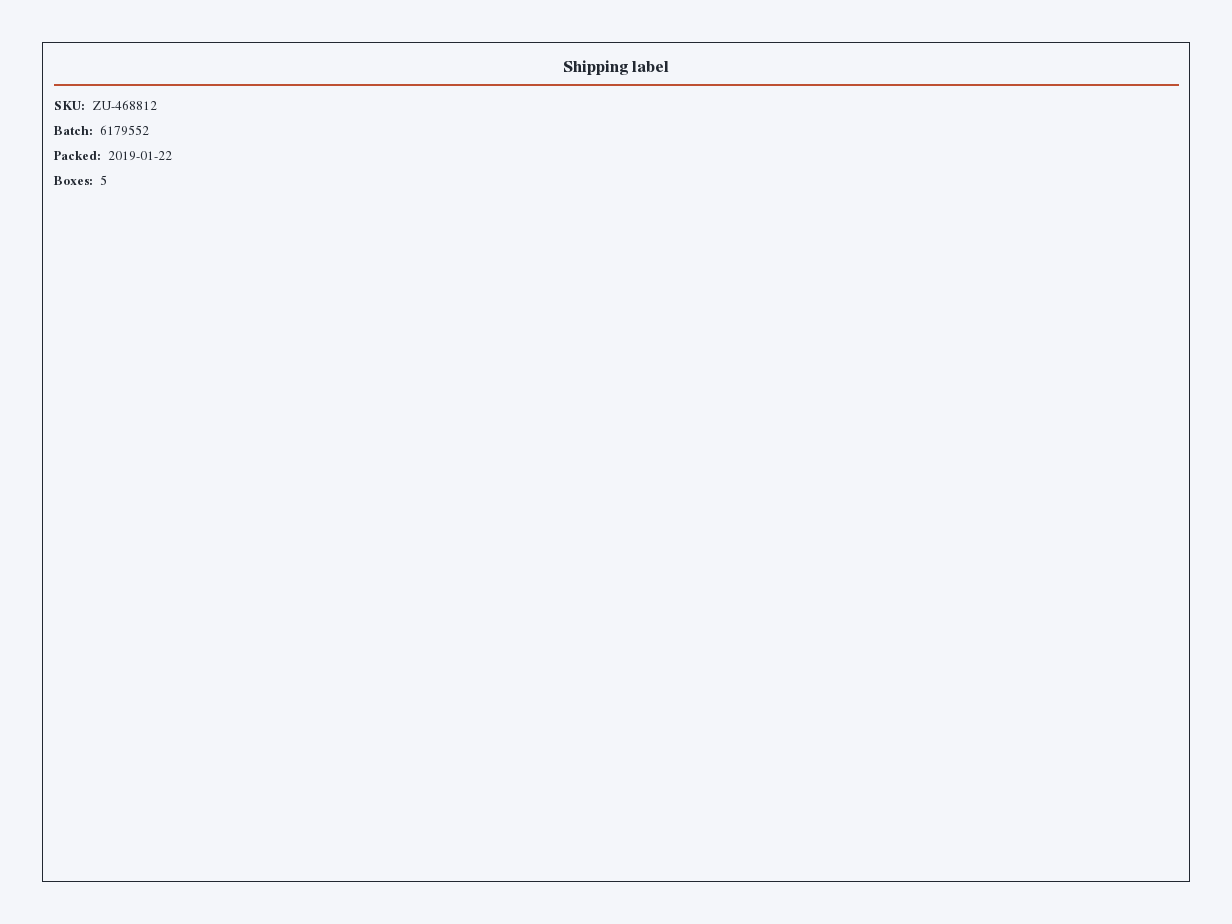 Shipping label
SKU: ZU-468812
Batch: 6179552
Packed: 2019-01-22
Boxes: 5